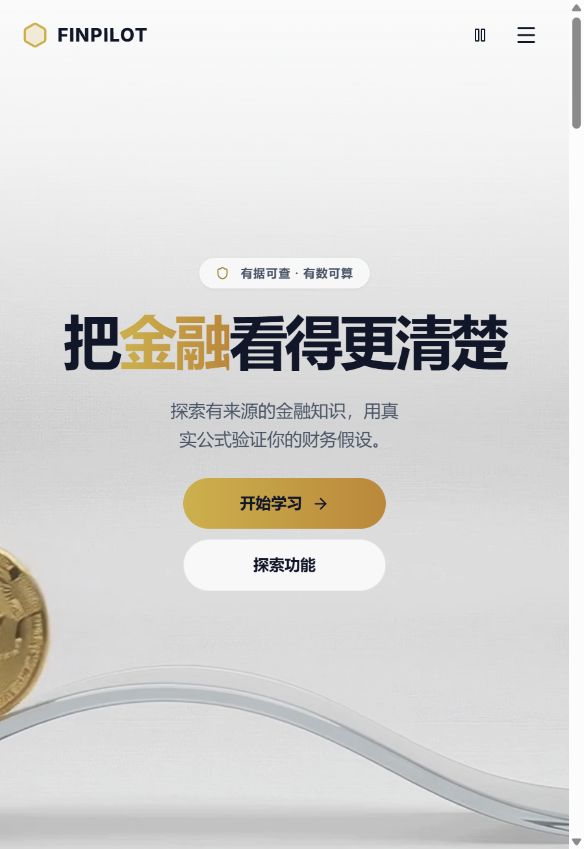 FINPILOT
有据可查 · 有数可算
把金融看得更清楚
探索有来源的金融知识，用真
实公式验证你的财务假设。
开始学习
探索功能